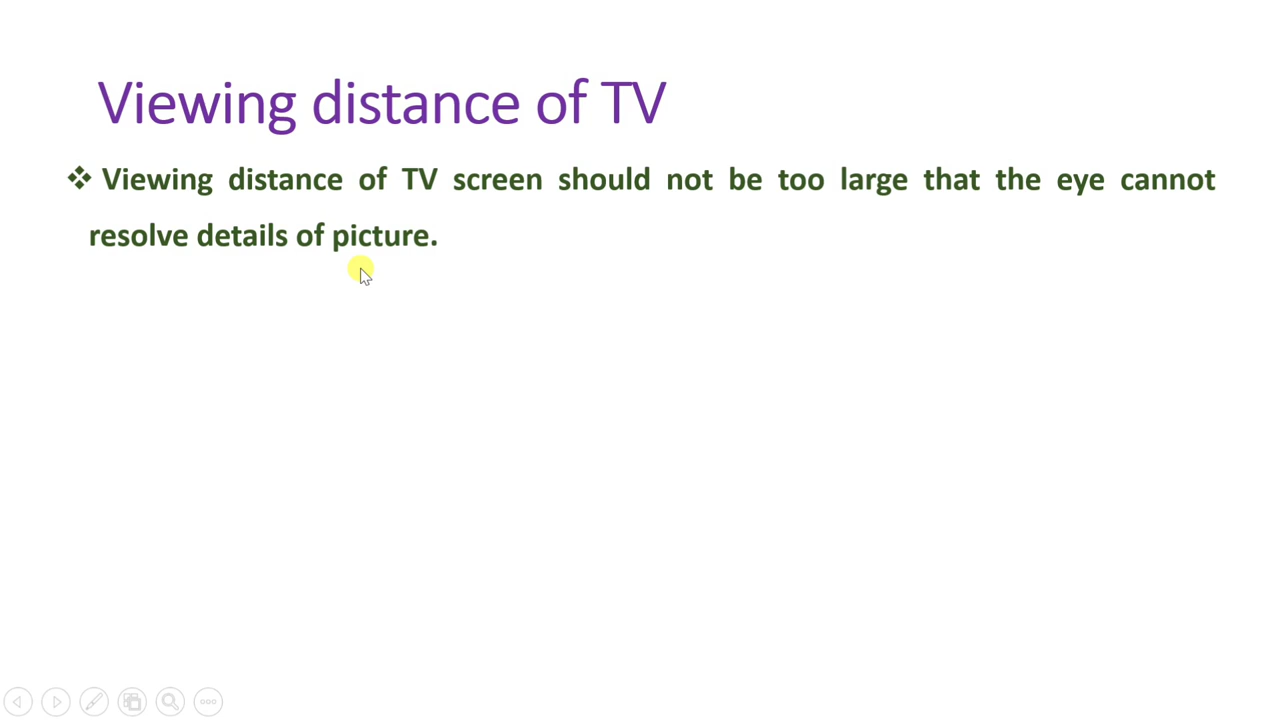 Viewing distance of TV
❖ Viewing distance of TV screen should not be too large that the eye cannot
resolve details of picture.